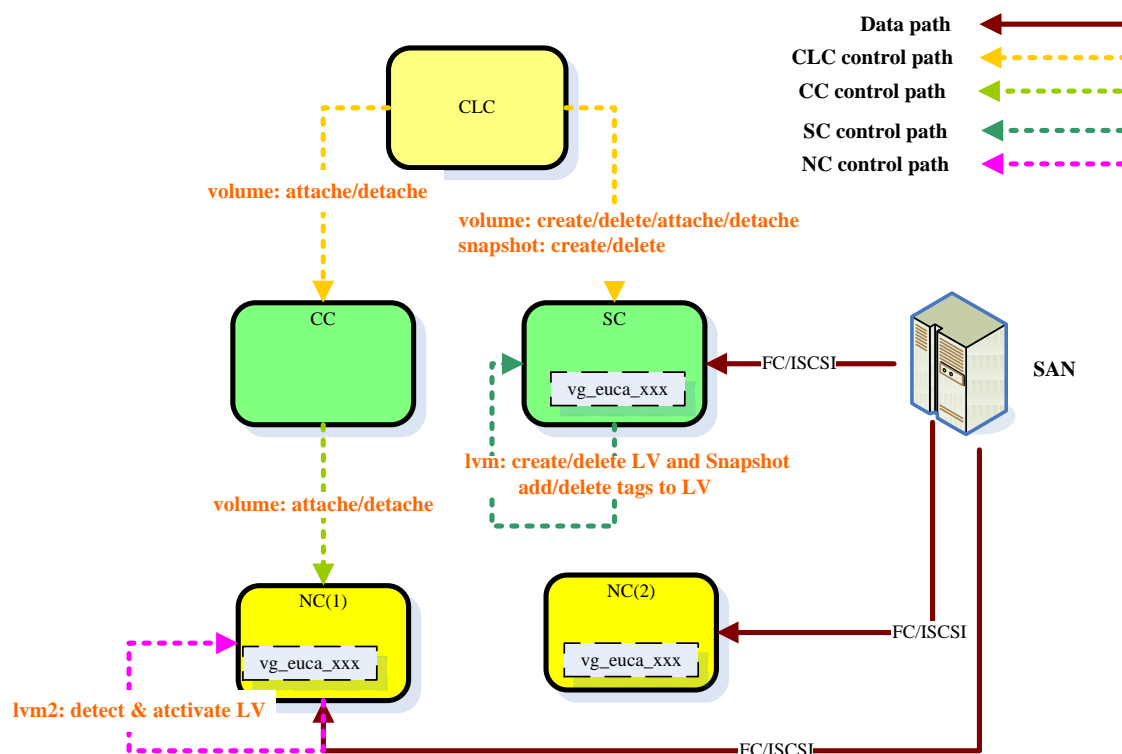 Data path
CLC control path
CC control path
SC control path
NC control path
CLC
volume: attache/detache
volume: create/delete/attache/detache
snapshot: create/delete
CC
SC
vg_euca_xxx
FC/ISCSI
SAN
lvm: create/delete LV and Snapshot
add/delete tags to LV
volume: attache/detache
NC(1)
vg_euca_xxx
NC(2)
vg_euca_xxx
FC/ISCSI
lvm2: detect & atctivate LV
FC/ISCSI